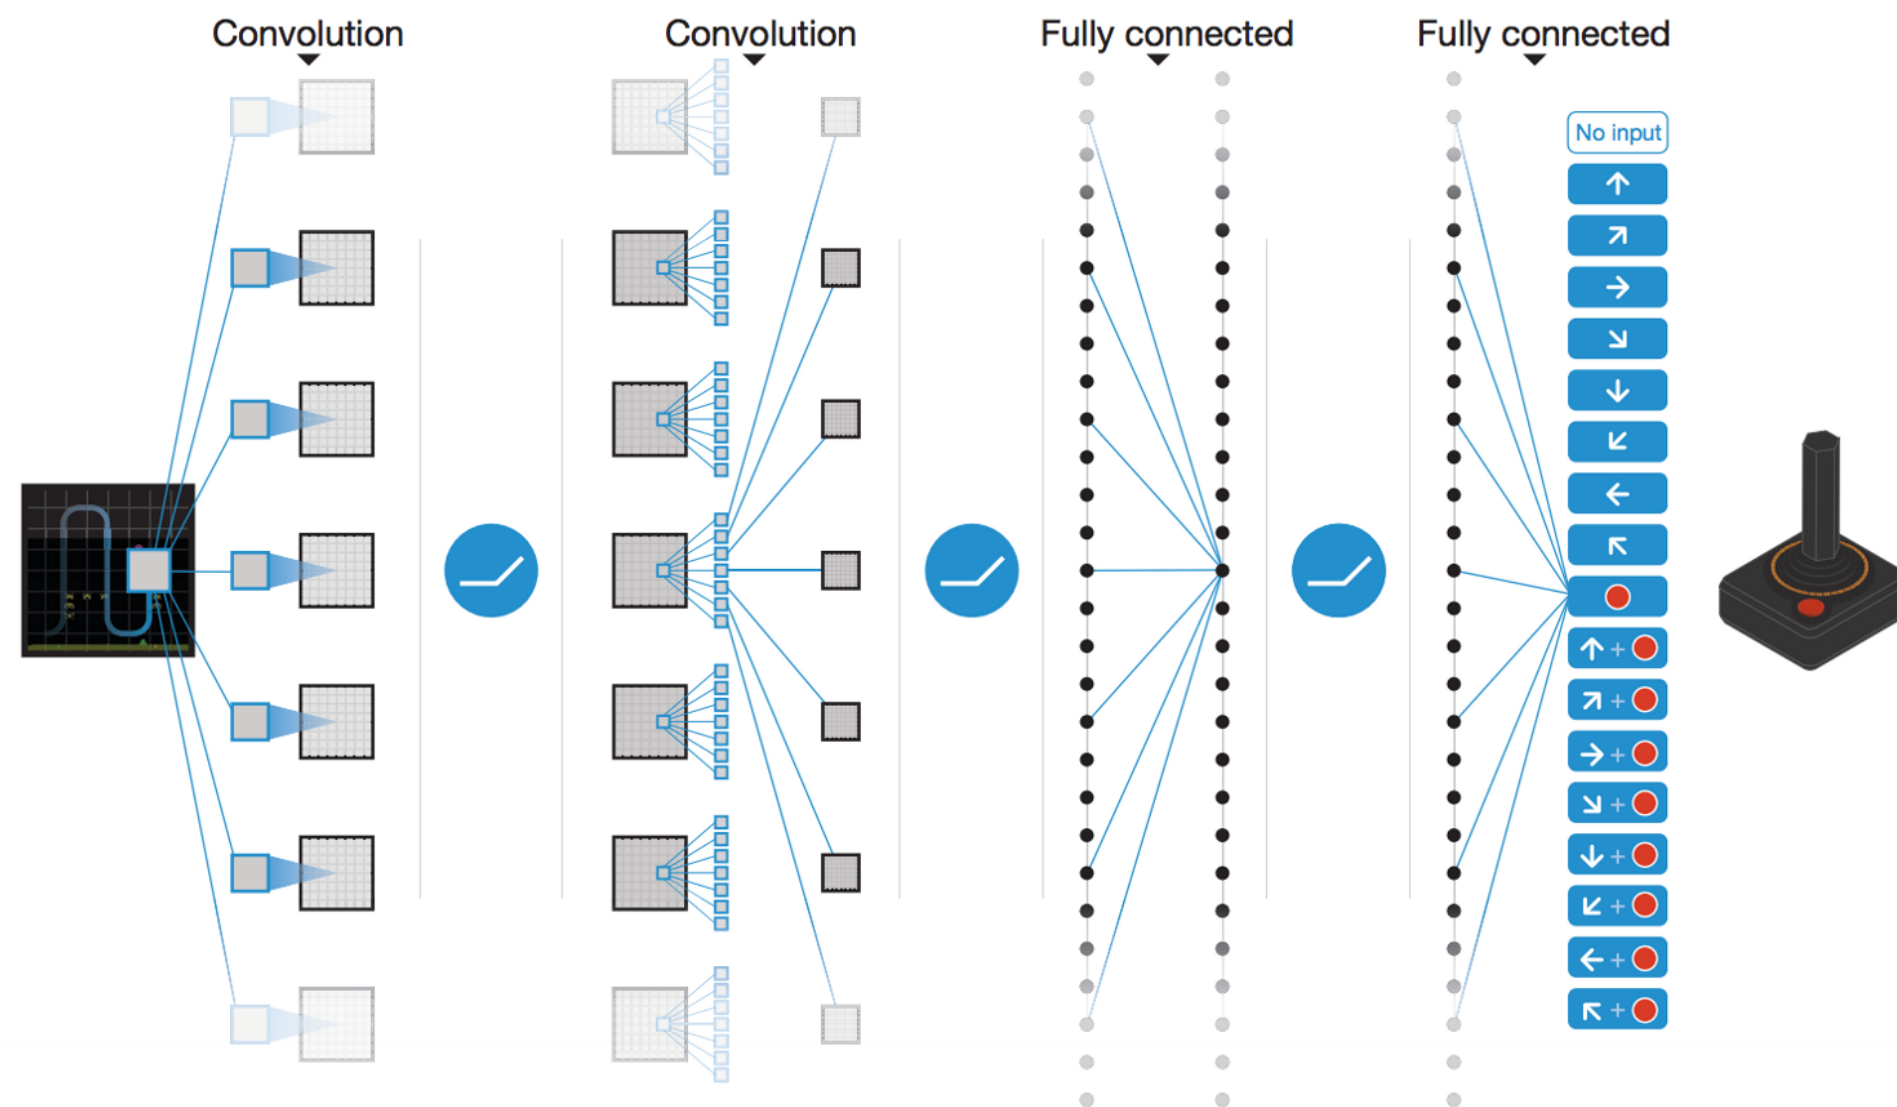 Convolution
Convolution
Fully connected
Fully connected
No input
+
+
+
+
+
+
+
+